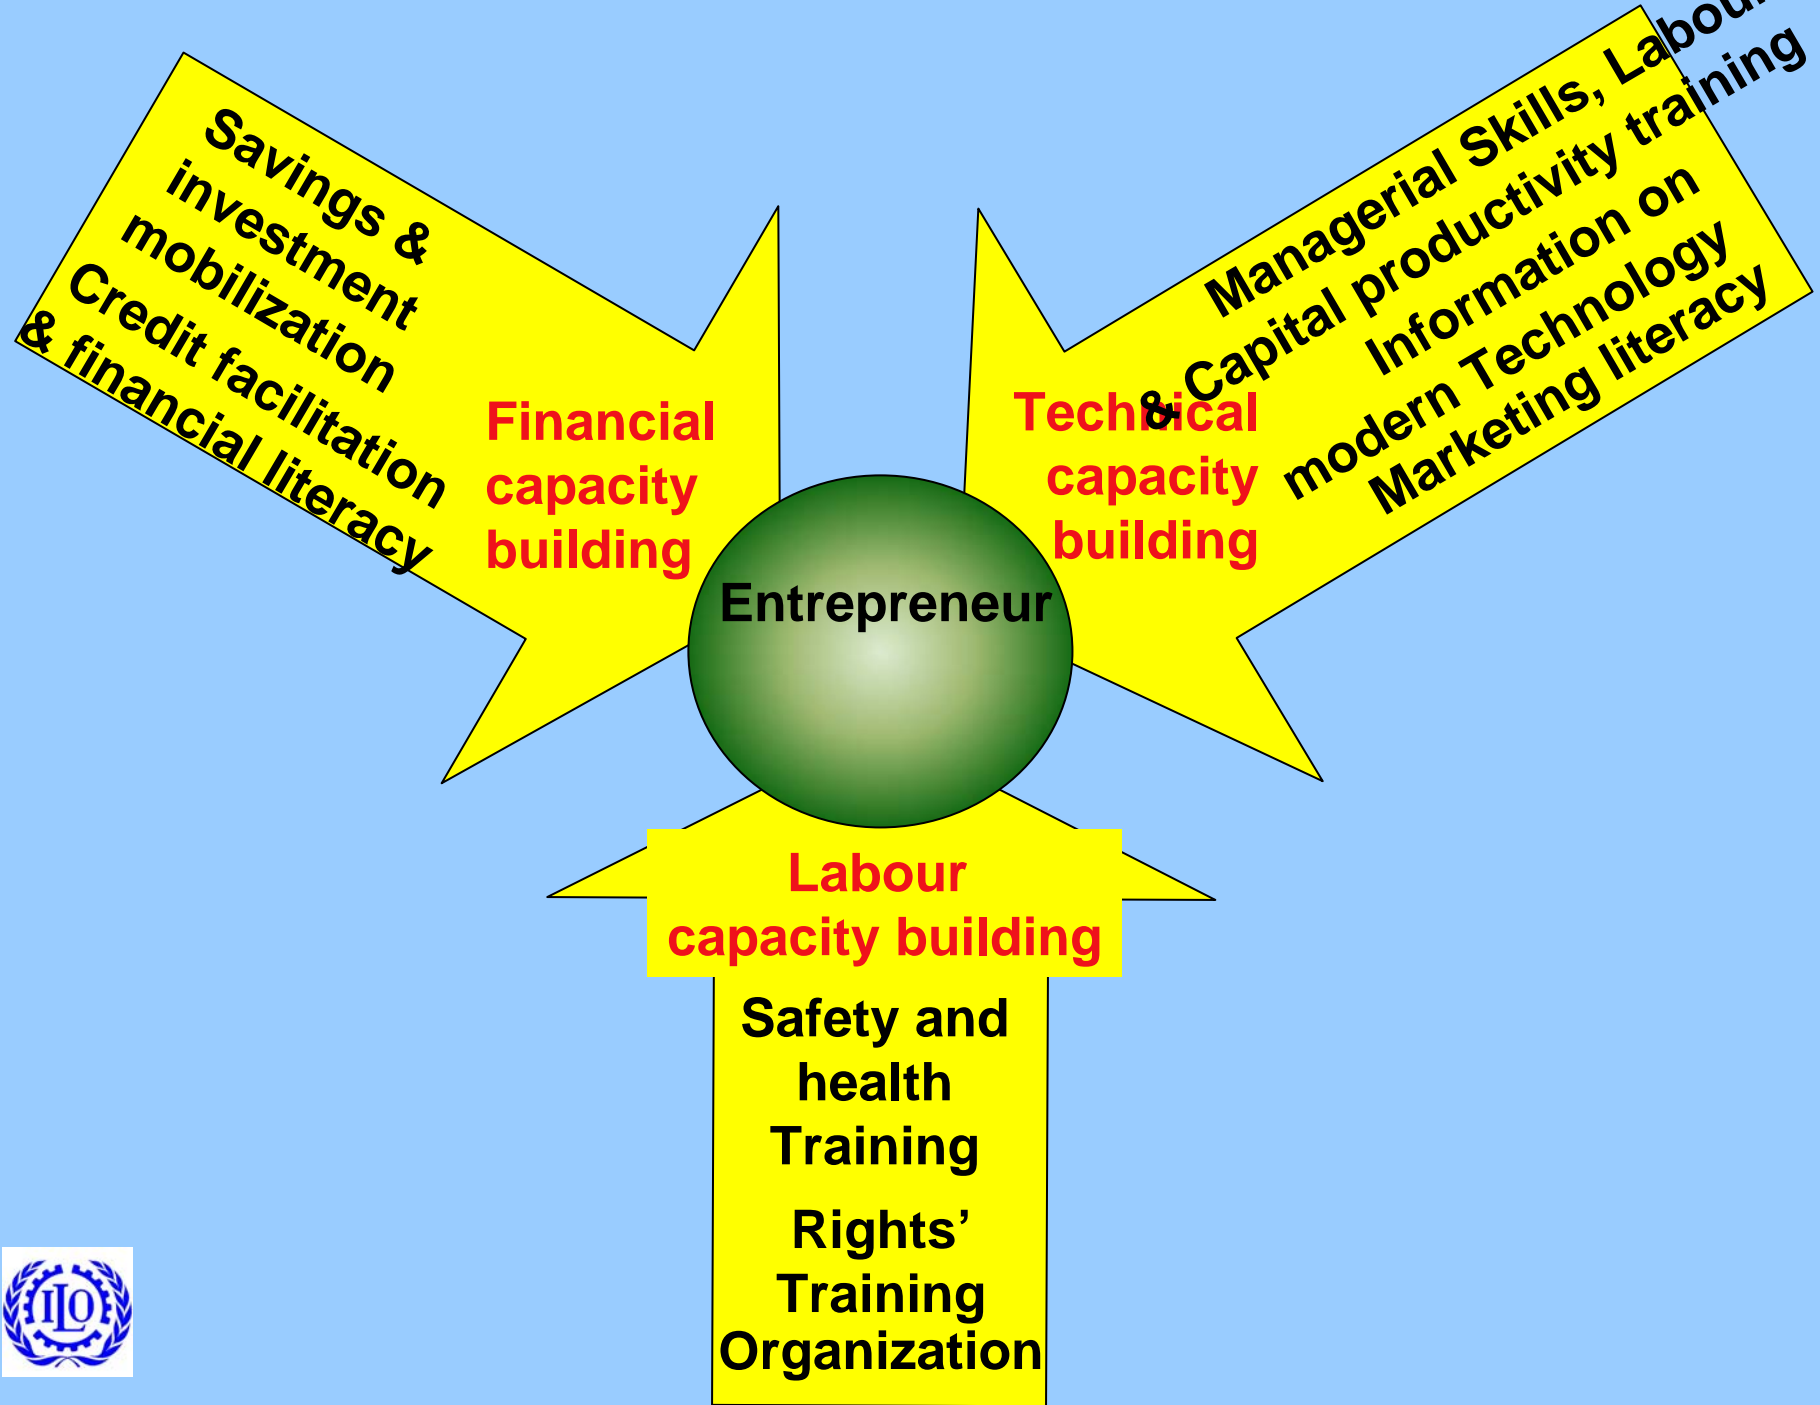 Savings &
investment
mobilization
Credit facilitation
& financial literacy
Financial
capacity
building
Managerial Skills, Labour
& Capital productivity training
Information on
modern Technology
Marketing literacy
Technical
capacity
building
Entrepreneur
Labour
capacity building
Safety and
health
Training
Rights’
Training
Organization
ILO